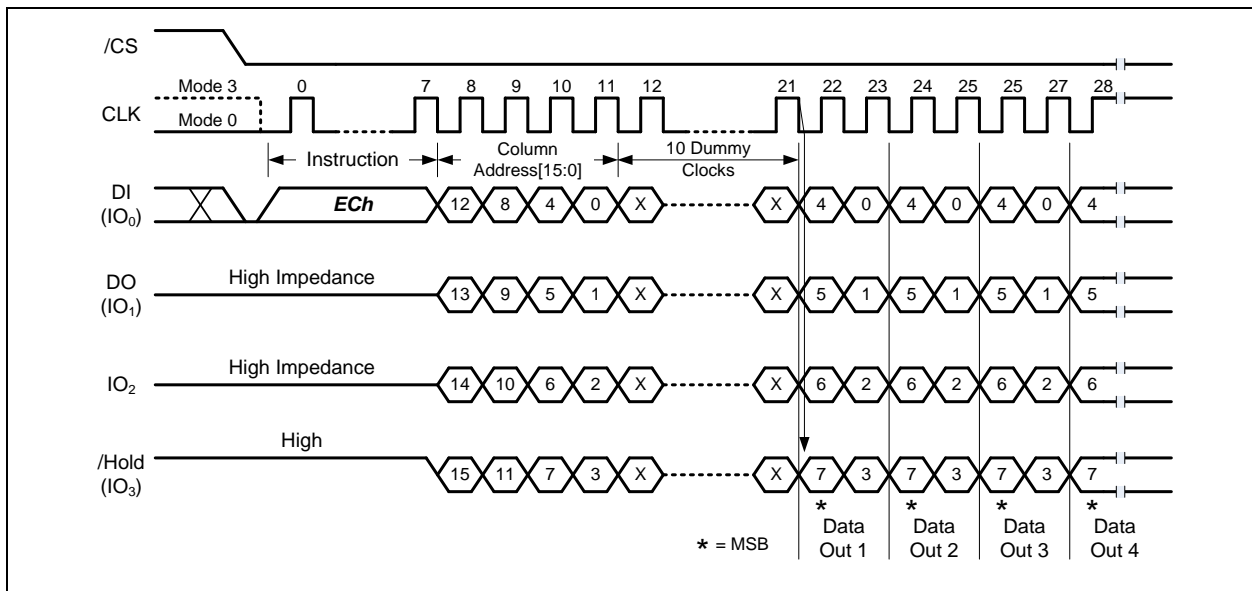 /CS
Mode 3 0 7 8 9 10 11 12 21 22 23 24 25 25 27 28
CLK
Mode 0
Instruction Column 10 Dummy
Address[15:0] Clocks
DI
(IO0) ECh 12 8 4 0 X X 4 0 4 0 4 0 4
High Impedance
DO
(IO1) 13 9 5 1 X X 5 1 5 1 5 1 5
High Impedance
IO2 14 10 6 2 X X 6 2 6 2 6 2 6
High
/Hold
(IO3) 15 11 7 3 X X 7 3 7 3 7 3 7
* * * *
* = MSB Data Data Data Data
Out 1 Out 2 Out 3 Out 4